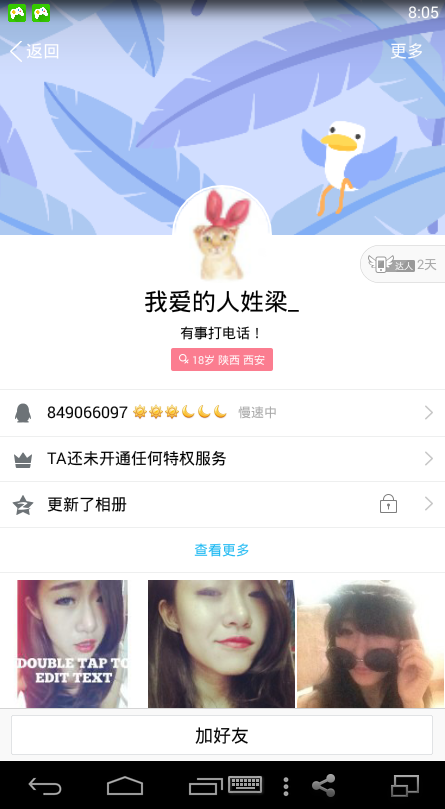 8:05
返回
更多
达人 2天
我爱的人姓梁_
有事打电话！
18岁 陕西 西安
849066097 慢速中
TA还未开通任何特权服务
更新了相册
查看更多
DOUBLE TAP TO
EDIT TEXT
加好友